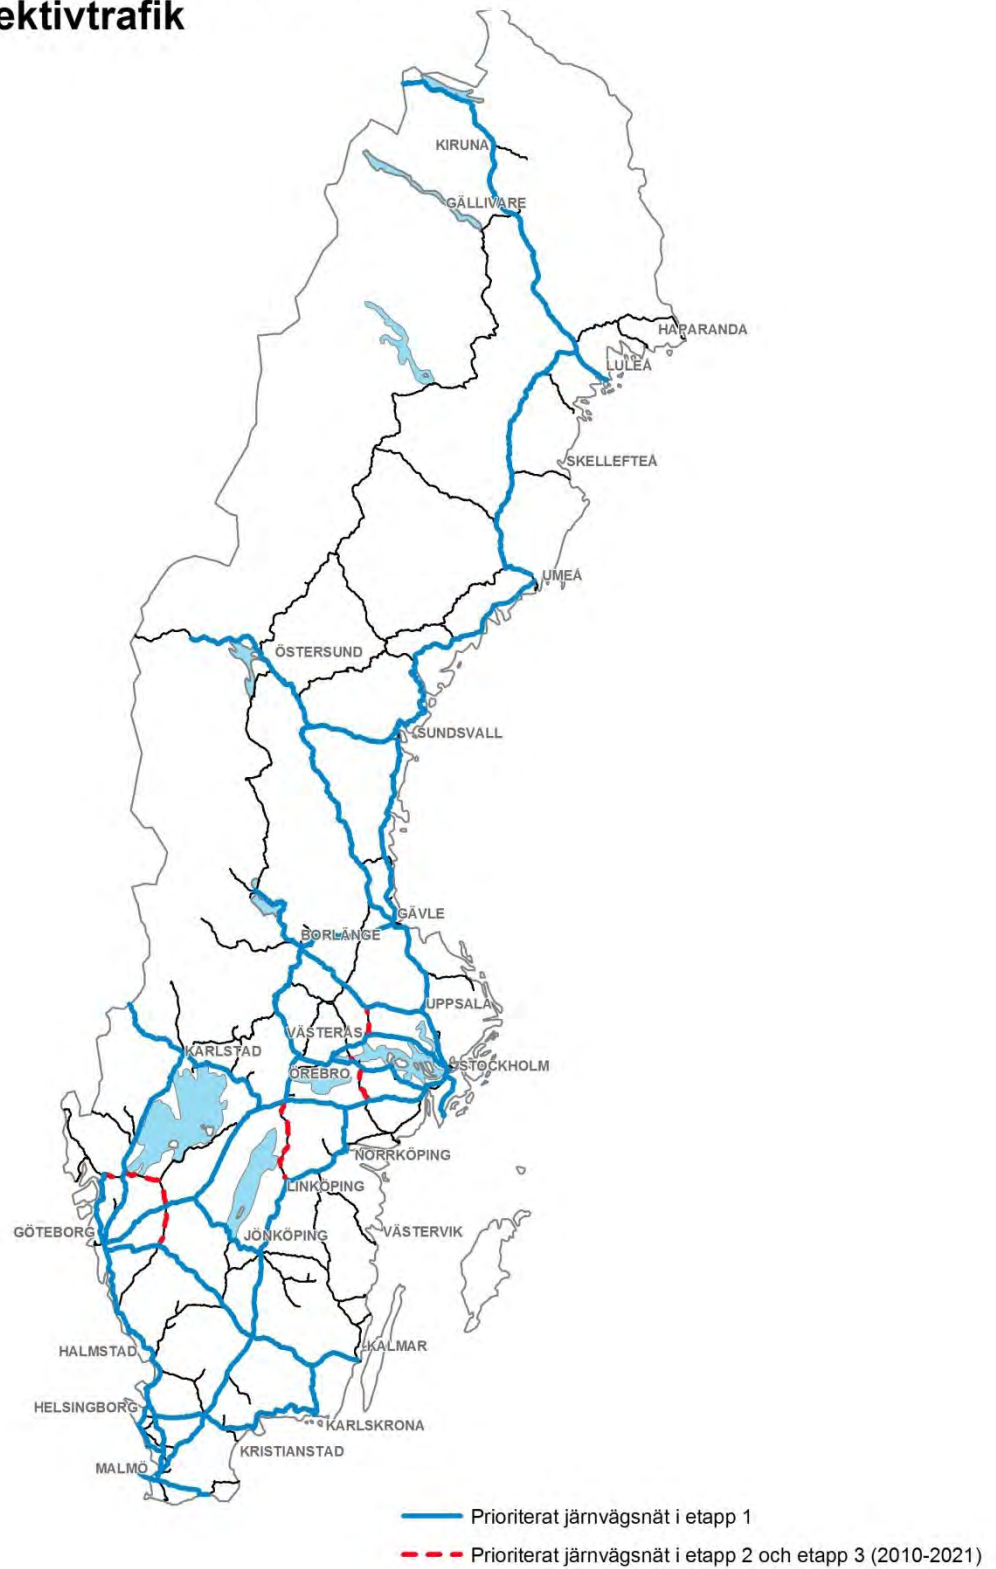 ektivtrafik
KIRUNA
GÄLLIVARE
HAPARANDA
LULEÅ
SKELLEFTEÅ
UMEÅ
ÖSTERSUND
SUNDSVALL
GÄVLE
BORLÄNGE
UPPSALA
VÄSTERÅS
KARLSTAD
STOCKHOLM
ÖREBRO
NORRKÖPING
LINKÖPING
GÖTEBORG
JÖNKÖPING
VÄSTERVIK
HALMSTAD
KALMAR
HELSINGBORG
KARLSKRONA
KRISTIANSTAD
MALMÖ
Prioriterat järnvägsnät i etapp 1
Prioriterat järnvägsnät i etapp 2 och etapp 3 (2010-2021)